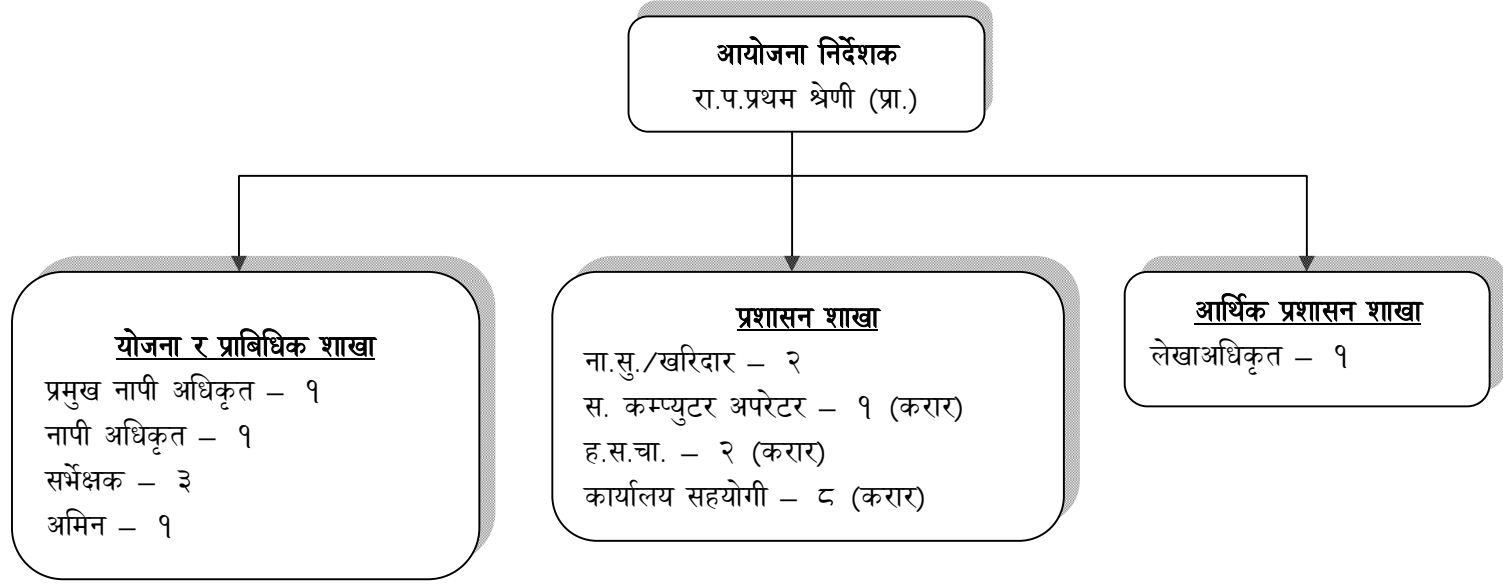 आयोजना निर्देशक
रा.प.प्रथम श्रेणी (प्रा.)
योजना र प्राबिधिक शाखा
प्रमुख नापी अधिकृत – १
नापी अधिकृत – १
सर्भेक्षक – ३
अमिन – १
प्रशासन शाखा
ना.सु./खरिदार – २
स. कम्प्युटर अपरेटर – १ (करार)
ह.स.चा. – २ (करार)
कार्यालय सहयोगी – ८ (करार)
आर्थिक प्रशासन शाखा
लेखाअधिकृत – १